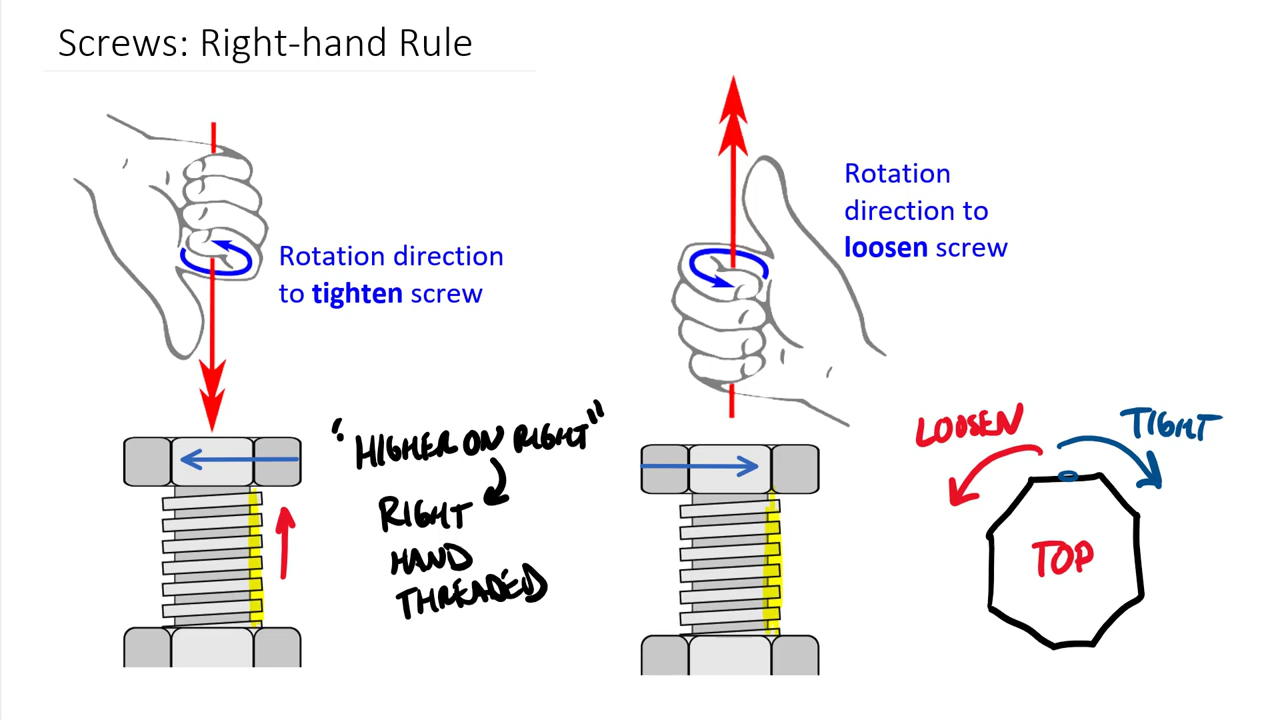 Screws: Right-hand Rule
Rotation direction
to tighten screw
Rotation
direction to
loosen screw
"HIGHER ON RIGHT"
RIGHT
HAND
THREADED
LOOSEN
TIGHT
TOP